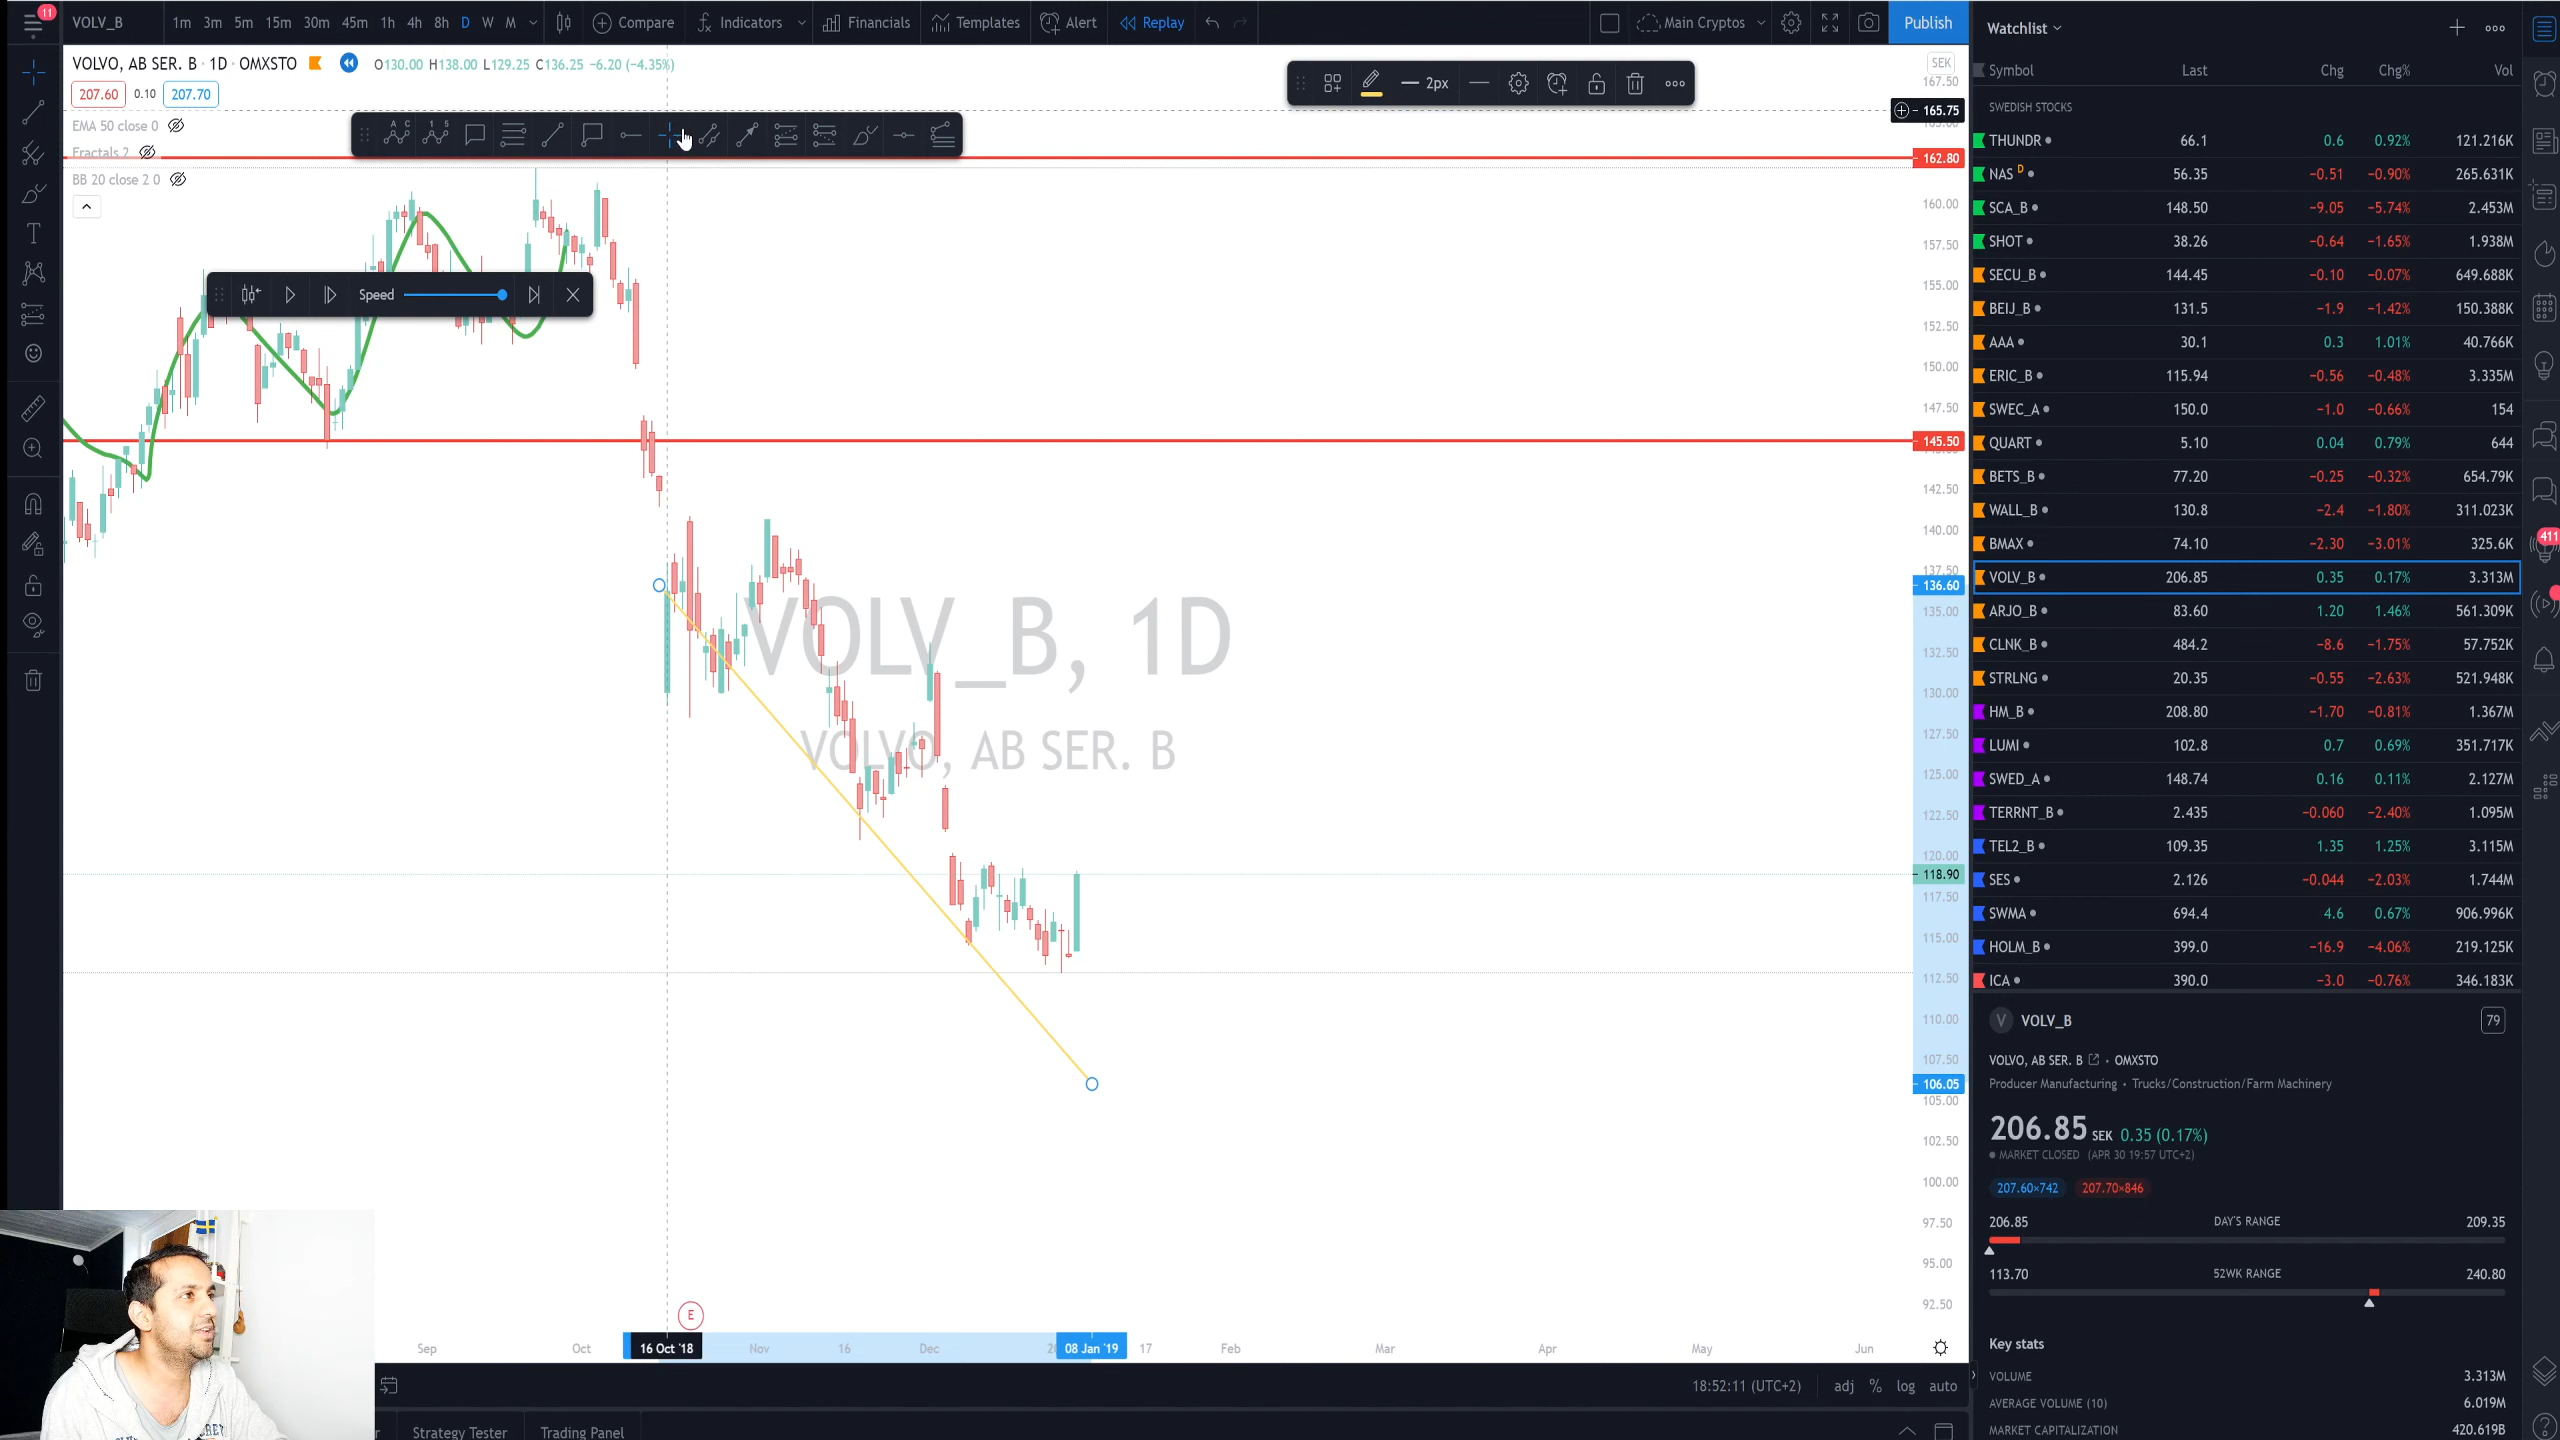 11
VOLV_B
1m 3m 5m 15m 30m 45m 1h 4h 8h D W M
Compare
Indicators
Financials
Templates
Alert
Replay
Main Cryptos
Publish
VOLVO, AB SER. B · 1D · OMXSTO
O130.00 H138.00 L129.25 C136.25 −6.20 (−4.35%)
207.60
0.10
207.70
EMA 50 close 0
Fractals 2
BB 20 close 2 0
2px
Speed
VOLV_B, 1D
VOLVO, AB SER. B
E
SEK
167.50
165.75
162.80
160.00
157.50
155.00
152.50
150.00
147.50
145.50
142.50
140.00
137.50
136.60
135.00
132.50
130.00
127.50
125.00
122.50
120.00
118.90
117.50
115.00
112.50
110.00
107.50
106.05
105.00
102.50
100.00
97.50
95.00
92.50
Sep Oct 16 Oct '18 Nov 16 Dec 08 Jan '19 17 Feb Mar Apr May Jun
18:52:11 (UTC+2) adj % log auto
Strategy Tester Trading Panel
Watchlist
Symbol Last Chg Chg% Vol
SWEDISH STOCKS
THUNDR 66.1 0.6 0.92% 121.216K
NAS D 56.35 −0.51 −0.90% 265.631K
SCA_B 148.50 −9.05 −5.74% 2.453M
SHOT 38.26 −0.64 −1.65% 1.938M
SECU_B 144.45 −0.10 −0.07% 649.688K
BEIJ_B 131.5 −1.9 −1.42% 150.388K
AAA 30.1 0.3 1.01% 40.766K
ERIC_B 115.94 −0.56 −0.48% 3.335M
SWEC_A 150.0 −1.0 −0.66% 154
QUART 5.10 0.04 0.79% 644
BETS_B 77.20 −0.25 −0.32% 654.79K
WALL_B 130.8 −2.4 −1.80% 311.023K
BMAX 74.10 −2.30 −3.01% 325.6K
VOLV_B 206.85 0.35 0.17% 3.313M
ARJO_B 83.60 1.20 1.46% 561.309K
CLNK_B 484.2 −8.6 −1.75% 57.752K
STRLNG 20.35 −0.55 −2.63% 521.948K
HM_B 208.80 −1.70 −0.81% 1.367M
LUMI 102.8 0.7 0.69% 351.717K
SWED_A 148.74 0.16 0.11% 2.127M
TERRNT_B 2.435 −0.060 −2.40% 1.095M
TEL2_B 109.35 1.35 1.25% 3.115M
SES 2.126 −0.044 −2.03% 1.744M
SWMA 694.4 4.6 0.67% 906.996K
HOLM_B 399.0 −16.9 −4.06% 219.125K
ICA 390.0 −3.0 −0.76% 346.183K
V VOLV_B 79
VOLVO, AB SER. B · OMXSTO
Producer Manufacturing · Trucks/Construction/Farm Machinery
206.85 SEK 0.35 (0.17%)
MARKET CLOSED (APR 30 19:57 UTC+2)
207.60×742 207.70×846
206.85 DAY'S RANGE 209.35
113.70 52WK RANGE 240.80
Key stats
VOLUME 3.313M
AVERAGE VOLUME (10) 6.019M
MARKET CAPITALIZATION 420.619B
411